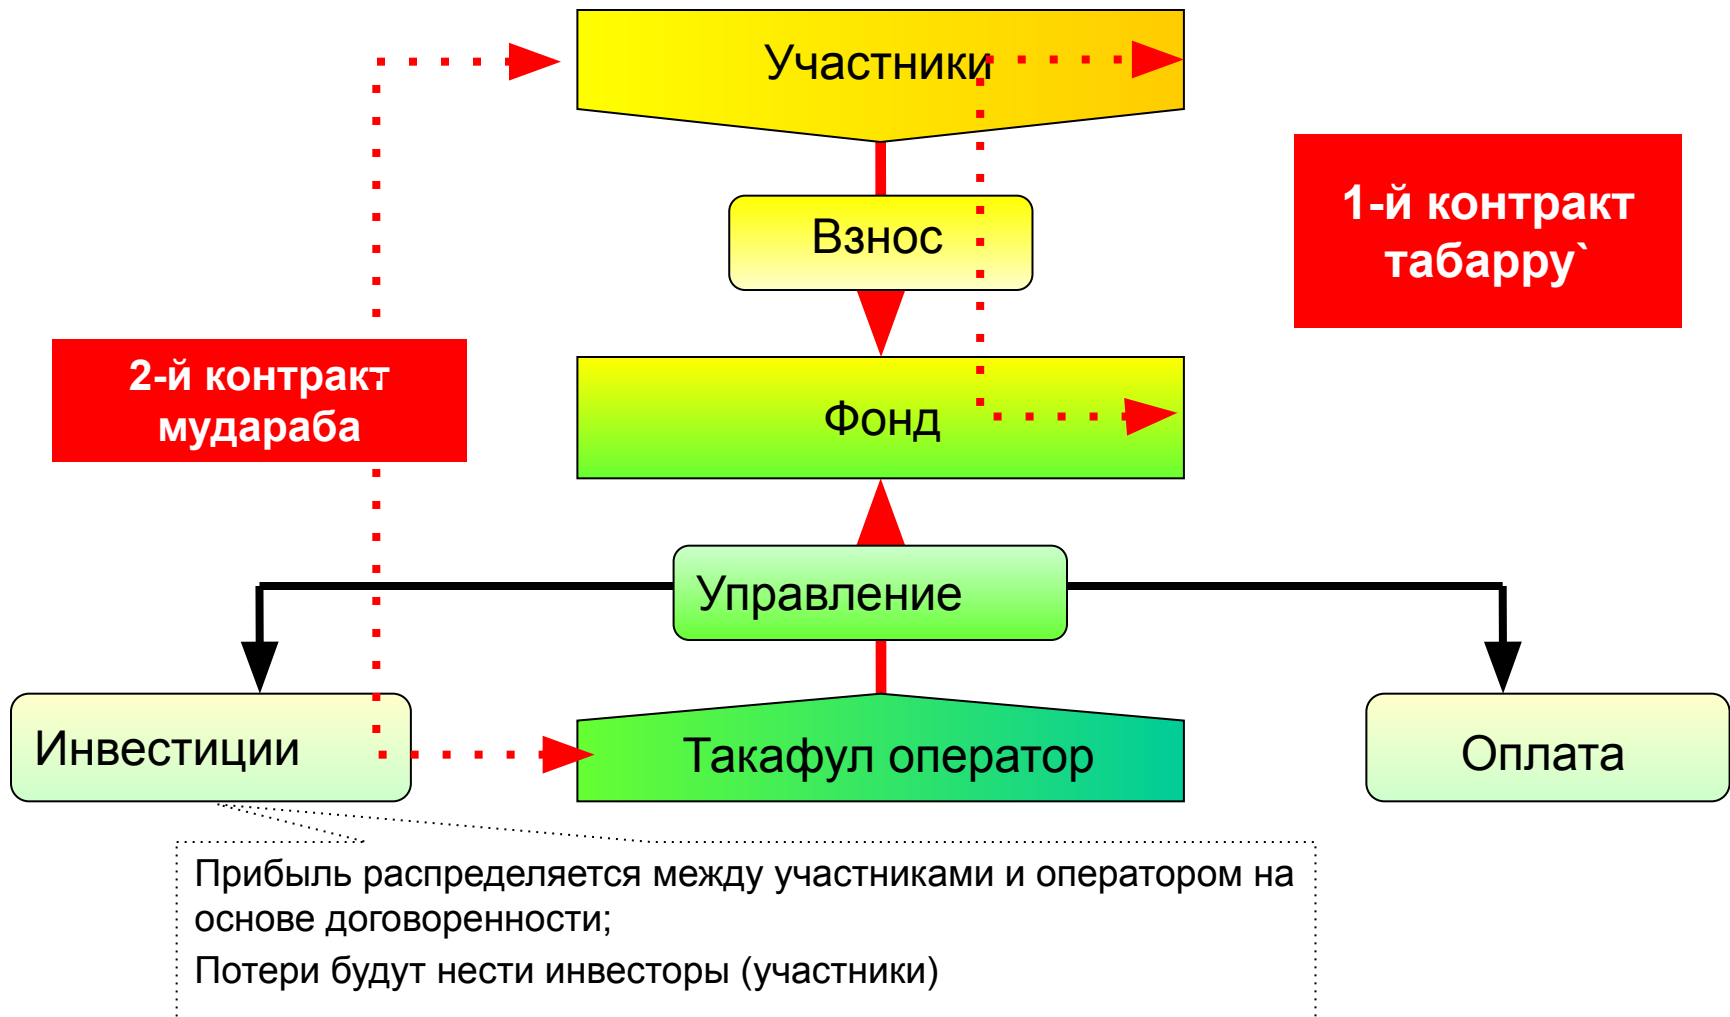 Участники
Взнос
1-й контракт
табарру`
2-й контракт
мудараба
Фонд
Управление
Инвестиции
Такафул оператор
Оплата
Прибыль распределяется между участниками и оператором на
основе договоренности;
Потери будут нести инвесторы (участники)